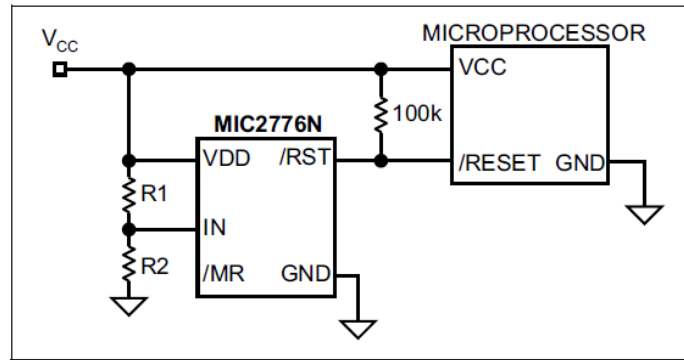 MICROPROCESSOR
VCC
VCC
MIC2776N
100k
VDD /RST
/RESET GND
R1
IN
R2
/MR GND